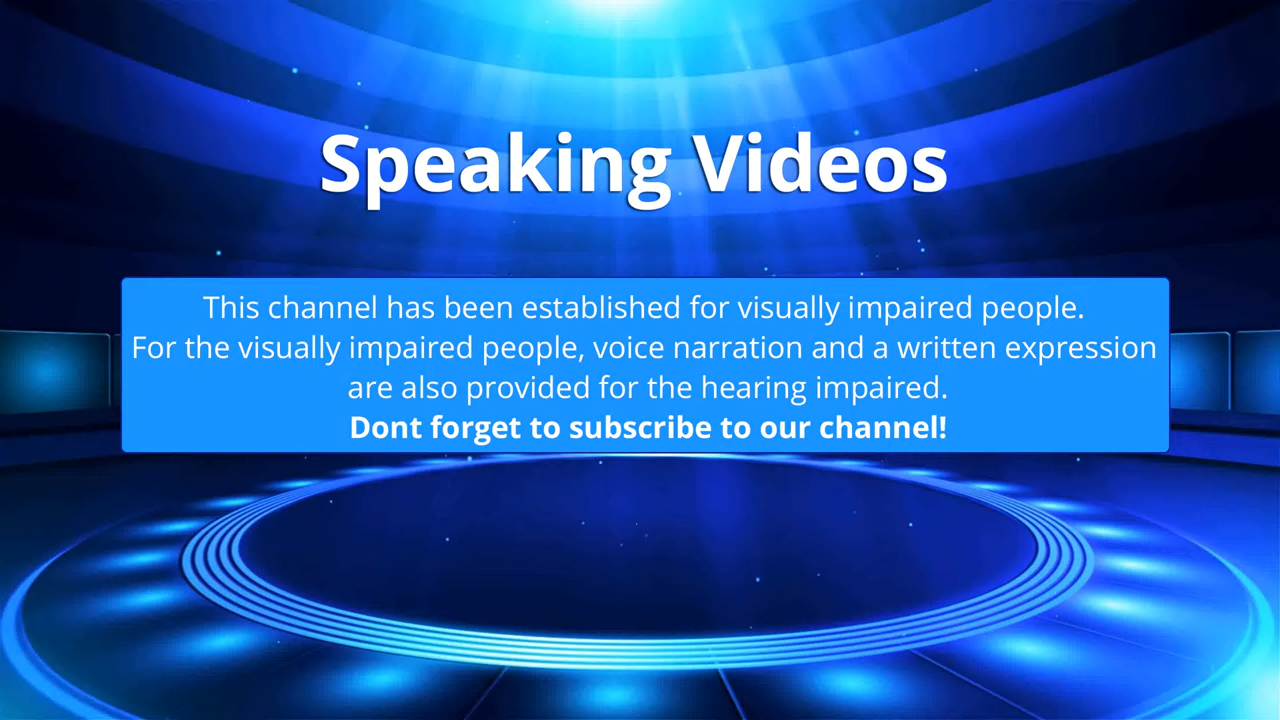 Speaking Videos
This channel has been established for visually impaired people.
For the visually impaired people, voice narration and a written expression
are also provided for the hearing impaired.
Dont forget to subscribe to our channel!